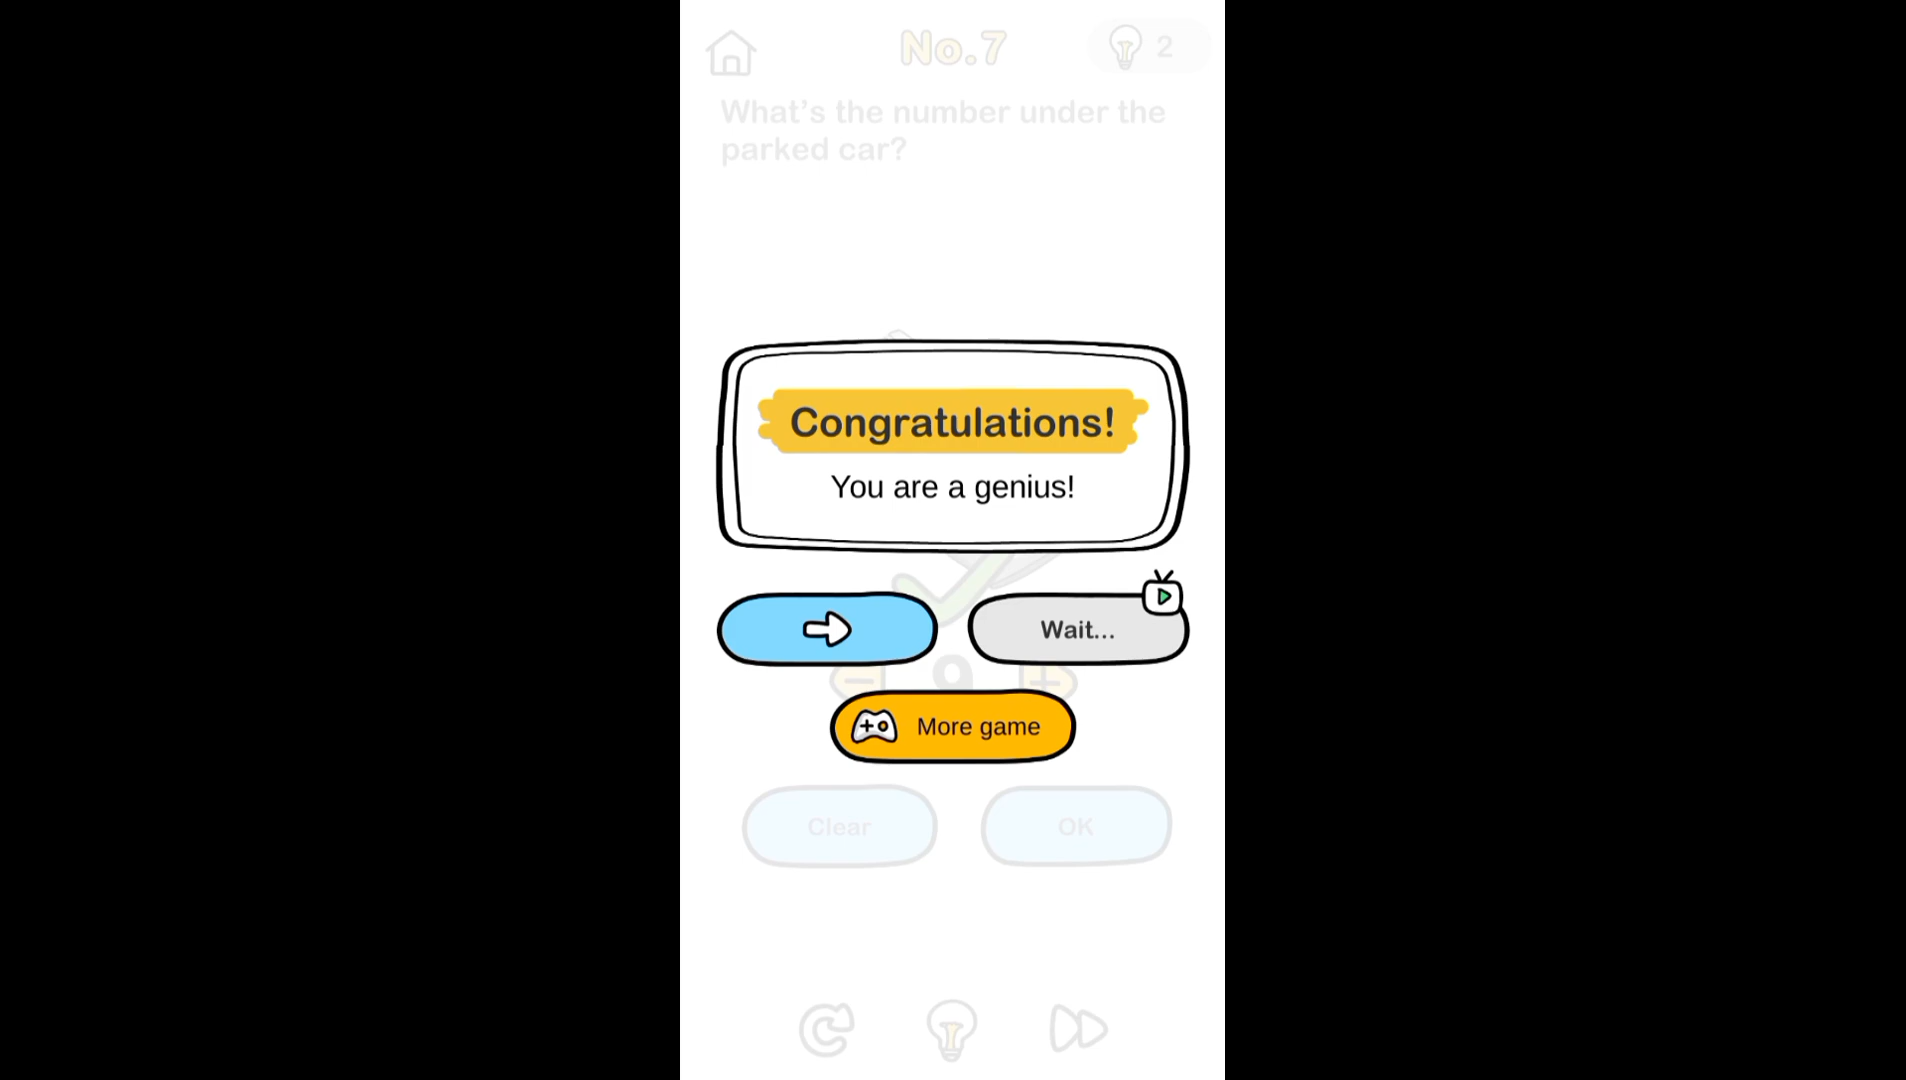 No.7
2
What's the number under the
parked car?
Congratulations!
You are a genius!
Wait...
9
More game
Clear
OK